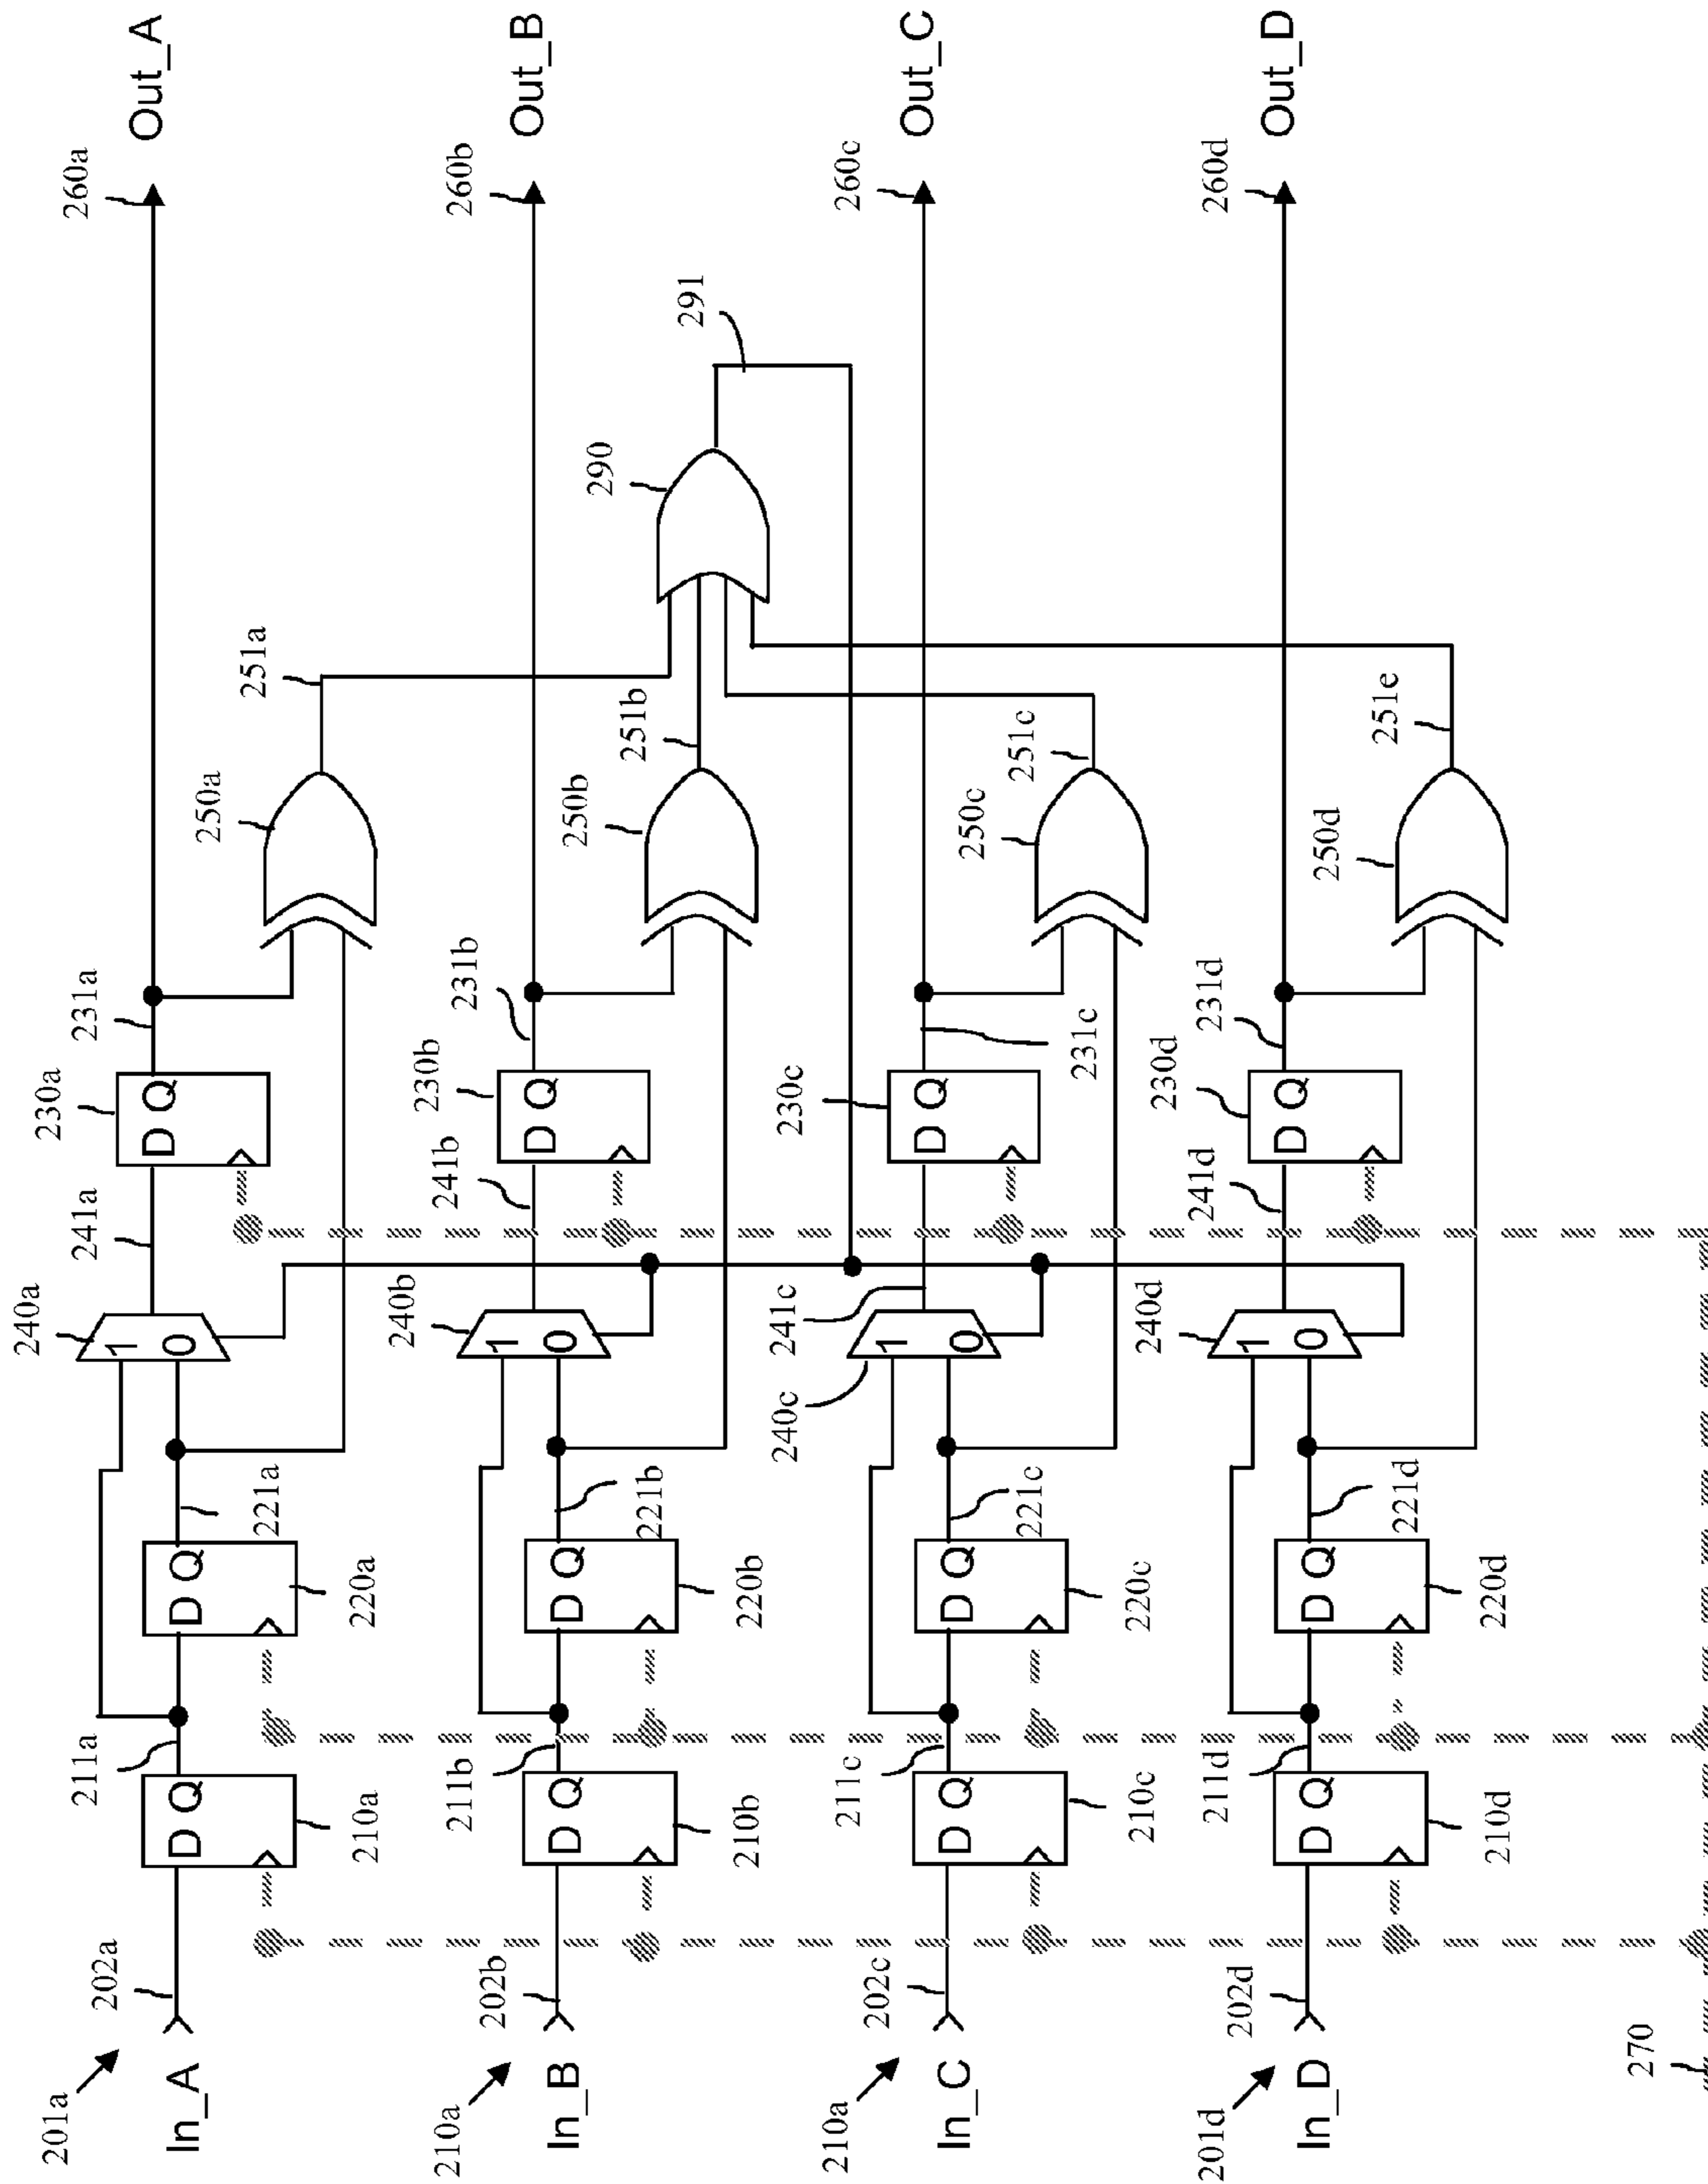 201a
In_A
202a
210a
211a
D Q
220a
221a
D Q
240a
1
0
241a
230a
D Q
231a
250a
251a
260a
Out_A
210a
In_B
202b
210b
211b
D Q
220b
221b
D Q
240b
1
0
241b
230b
D Q
231b
250b
251b
290
291
260b
Out_B
210a
In_C
202c
210c
211c
D Q
220c
221c
D Q
240c
1
0
241c
230c
D Q
231c
250c
251c
260c
Out_C
201d
In_D
202d
210d
211d
D Q
220d
221d
D Q
240d
1
0
241d
230d
D Q
231d
250d
251e
260d
Out_D
270